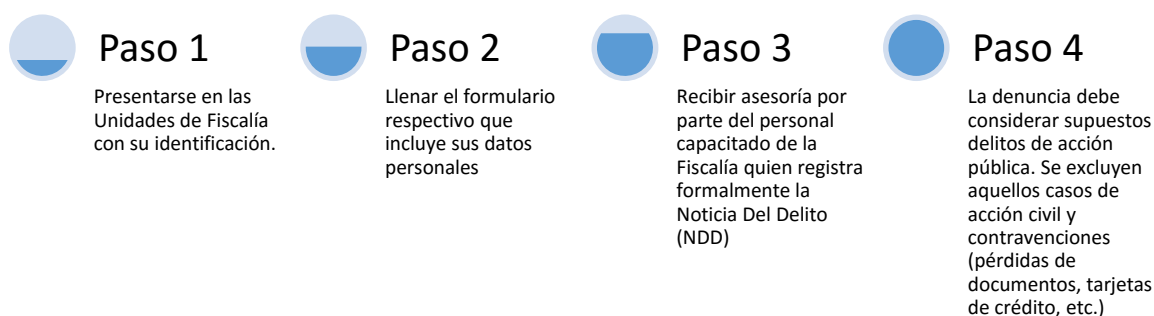 Paso 1
Presentarse en las
Unidades de Fiscalía
con su identificación.
Paso 2
Llenar el formulario
respectivo que
incluye sus datos
personales
Paso 3
Recibir asesoría por
parte del personal
capacitado de la
Fiscalía quien registra
formalmente la
Noticia Del Delito
(NDD)
Paso 4
La denuncia debe
considerar supuestos
delitos de acción
pública. Se excluyen
aquellos casos de
acción civil y
contravenciones
(pérdidas de
documentos, tarjetas
de crédito, etc.)